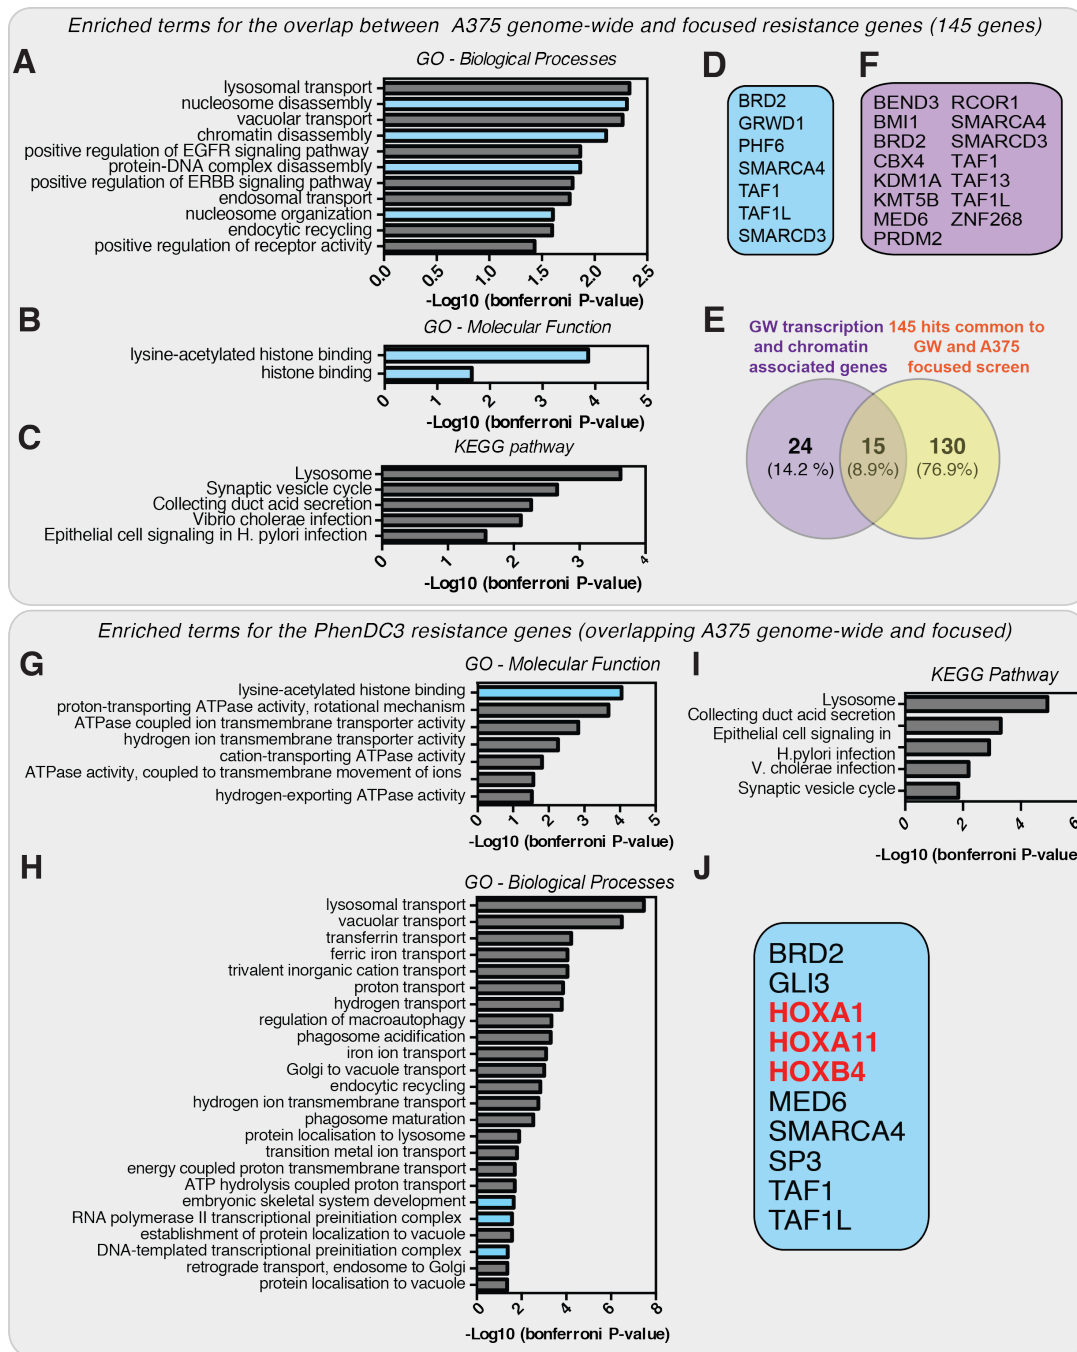 Enriched terms for the overlap between A375 genome-wide and focused resistance genes (145 genes)
A
GO - Biological Processes
lysosomal transport
nucleosome disassembly
vacuolar transport
chromatin disassembly
positive regulation of EGFR signaling pathway
protein-DNA complex disassembly
positive regulation of ERBB signaling pathway
endosomal transport
nucleosome organization
endocytic recycling
positive regulation of receptor activity
0.0 0.5 1.0 1.5 2.0 2.5
-Log10 (bonferroni P-value)
B
GO - Molecular Function
lysine-acetylated histone binding
histone binding
0 1 2 3 4 5
-Log10 (bonferroni P-value)
C
KEGG pathway
Lysosome
Synaptic vesicle cycle
Collecting duct acid secretion
Vibrio cholerae infection
Epithelial cell signaling in H. pylori infection
0 1 2 3 4
-Log10 (bonferroni P-value)
D
BRD2
GRWD1
PHF6
SMARCA4
TAF1
TAF1L
SMARCD3
F
BEND3 RCOR1
BMI1 SMARCA4
BRD2 SMARCD3
CBX4 TAF1
KDM1A TAF13
KMT5B TAF1L
MED6 ZNF268
PRDM2
E
GW transcription
and chromatin
associated genes
145 hits common to
GW and A375
focused screen
24
(14.2 %)
15
(8.9%)
130
(76.9%)
Enriched terms for the PhenDC3 resistance genes (overlapping A375 genome-wide and focused)
G
GO - Molecular Function
lysine-acetylated histone binding
proton-transporting ATPase activity, rotational mechanism
ATPase coupled ion transmembrane transporter activity
hydrogen ion transmembrane transporter activity
cation-transporting ATPase activity
ATPase activity, coupled to transmembrane movement of ions
hydrogen-exporting ATPase activity
0 1 2 3 4 5
-Log10 (bonferroni P-value)
I
KEGG Pathway
Lysosome
Collecting duct acid secretion
Epithelial cell signaling in
H.pylori infection
V. cholerae infection
Synaptic vesicle cycle
0 2 4 6
-Log10 (bonferroni P-value
H
GO - Biological Processes
lysosomal transport
vacuolar transport
transferrin transport
ferric iron transport
trivalent inorganic cation transport
proton transport
hydrogen transport
regulation of macroautophagy
phagosome acidification
iron ion transport
Golgi to vacuole transport
endocytic recycling
hydrogen ion transmembrane transport
phagosome maturation
protein localisation to lysosome
transition metal ion transport
energy coupled proton transmembrane transport
ATP hydrolysis coupled proton transport
embryonic skeletal system development
RNA polymerase II transcriptional preinitiation complex
establishment of protein localization to vacuole
DNA-templated transcriptional preinitiation complex
retrograde transport, endosome to Golgi
protein localisation to vacuole
0 2 4 6 8
-Log10 (bonferroni P-value)
J
BRD2
GLI3
HOXA1
HOXA11
HOXB4
MED6
SMARCA4
SP3
TAF1
TAF1L